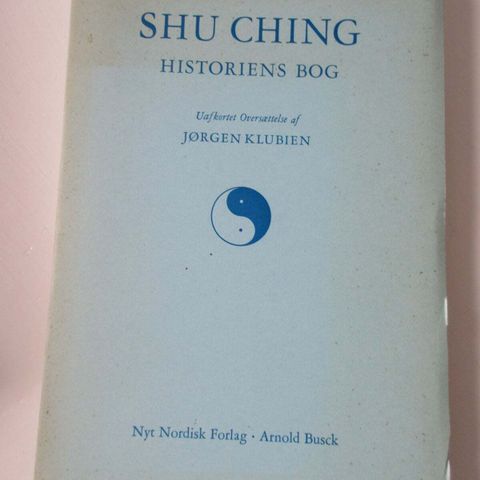 SHU CHING
HISTORIENS BOG
Uafkortet Oversættelse af
JØRGEN KLUBIEN
Nyt Nordisk Forlag · Arnold Busck